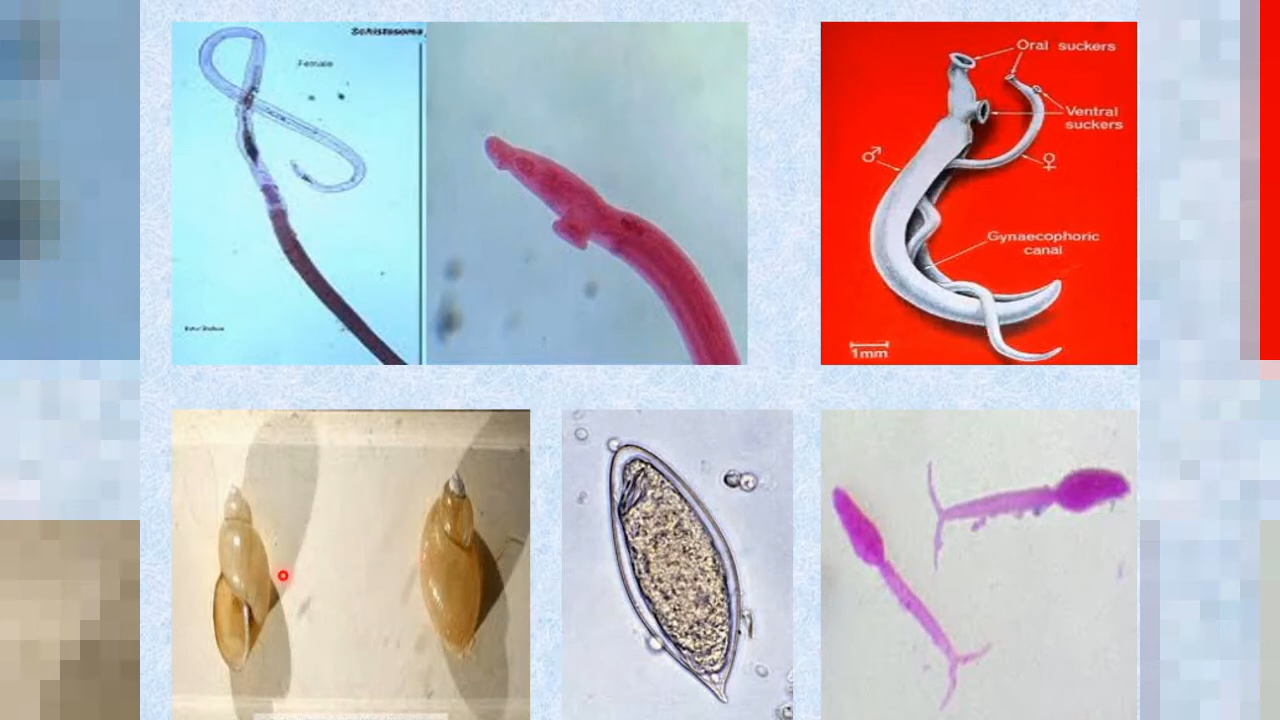 Schistosoma
Female
Oral suckers
Ventral
suckers
♂
♀
Gynaecophoric
canal
1mm